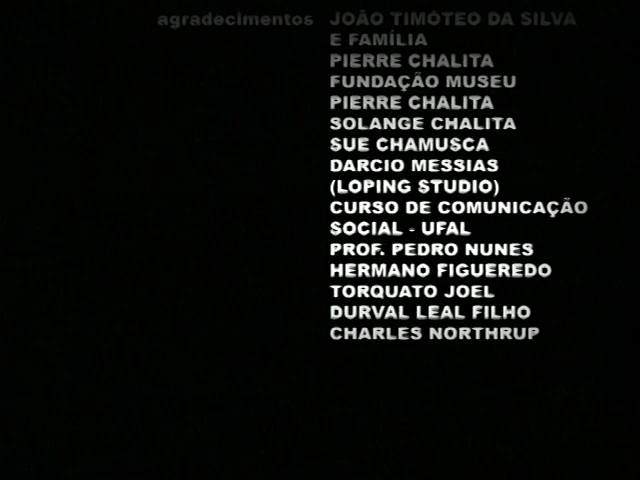 agradecimentos JOÃO TIMÓTEO DA SILVA
E FAMÍLIA
PIERRE CHALITA
FUNDAÇÃO MUSEU
PIERRE CHALITA
SOLANGE CHALITA
SUE CHAMUSCA
DARCIO MESSIAS
(LOPING STUDIO)
CURSO DE COMUNICAÇÃO
SOCIAL - UFAL
PROF. PEDRO NUNES
HERMANO FIGUEREDO
TORQUATO JOEL
DURVAL LEAL FILHO
CHARLES NORTHRUP